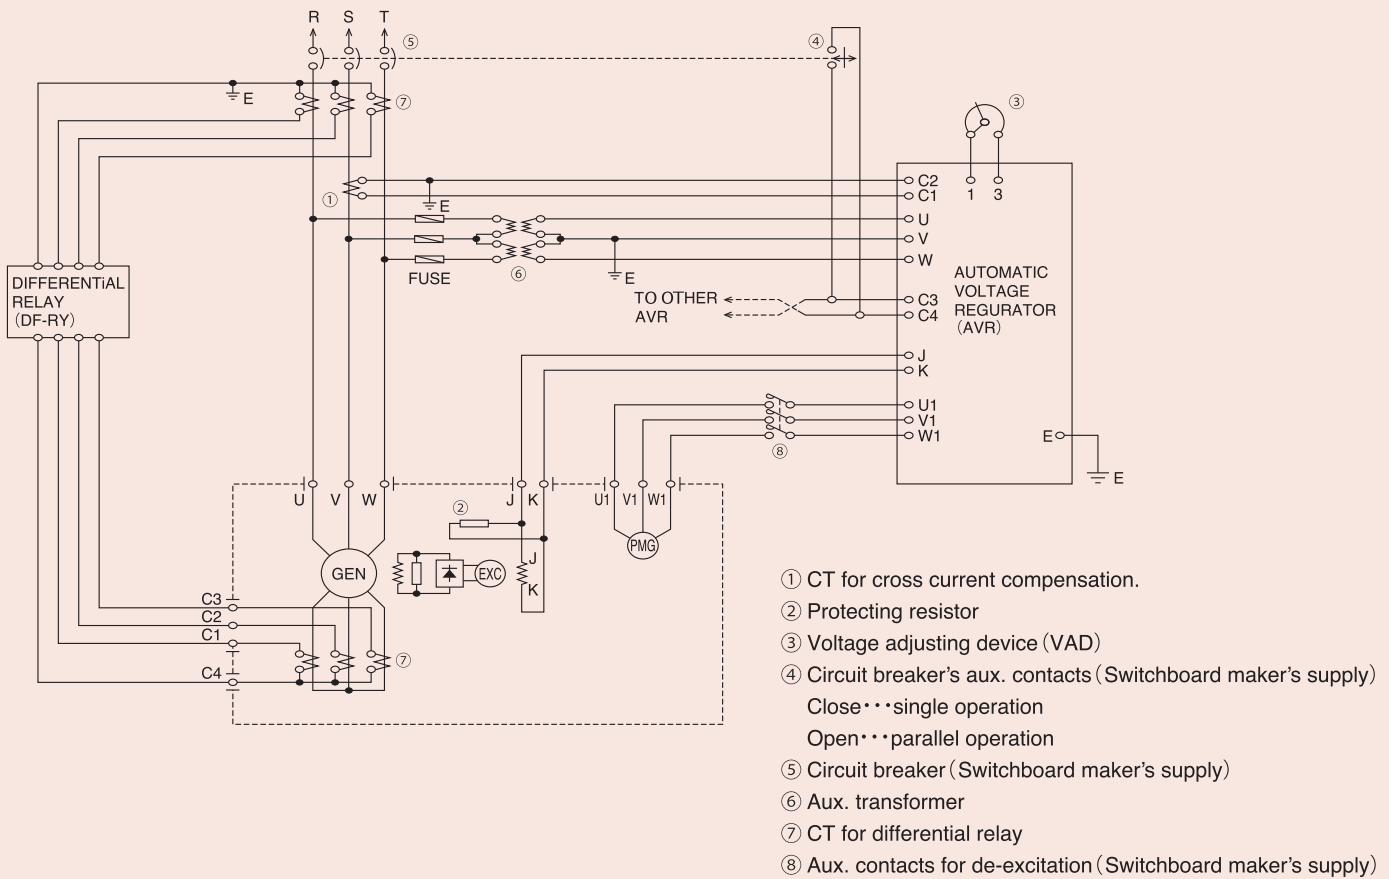 R S T
⑤
④
E
⑦
③
1 3
C2
①
C1
E
U
V
W
FUSE
⑥
E
DIFFERENTiAL
RELAY
(DF-RY)
TO OTHER
AVR
C3
C4
AUTOMATIC
VOLTAGE
REGURATOR
(AVR)
J
K
U1
V1
W1
⑧
E
E
U V W J K U1 V1 W1
②
PMG
GEN
EXC
J
K
C3
C2
C1
C4
⑦
① CT for cross current compensation.
② Protecting resistor
③ Voltage adjusting device (VAD)
④ Circuit breaker's aux. contacts (Switchboard maker's supply)
Close･･･single operation
Open･･･parallel operation
⑤ Circuit breaker (Switchboard maker's supply)
⑥ Aux. transformer
⑦ CT for differential relay
⑧ Aux. contacts for de-excitation (Switchboard maker's supply)